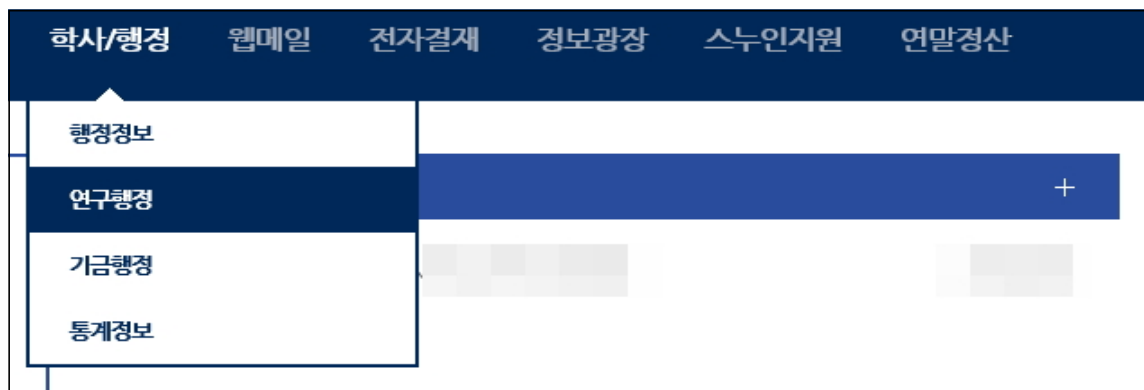 학사/행정 웹메일 전자결재 정보광장 스누인지원 연말정산
행정정보
연구행정
+
기금행정
통계정보